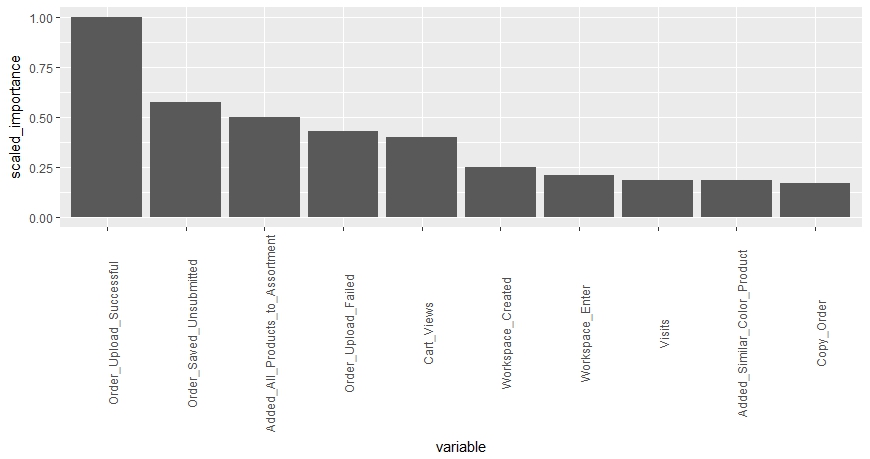 scaled_importance
1.00
0.75
0.50
0.25
0.00
Order_Upload_Successful
Order_Saved_Unsubmitted
Added_All_Products_to_Assortment
Order_Upload_Failed
Cart_Views
Workspace_Created
Workspace_Enter
Visits
Added_Similar_Color_Product
Copy_Order
variable